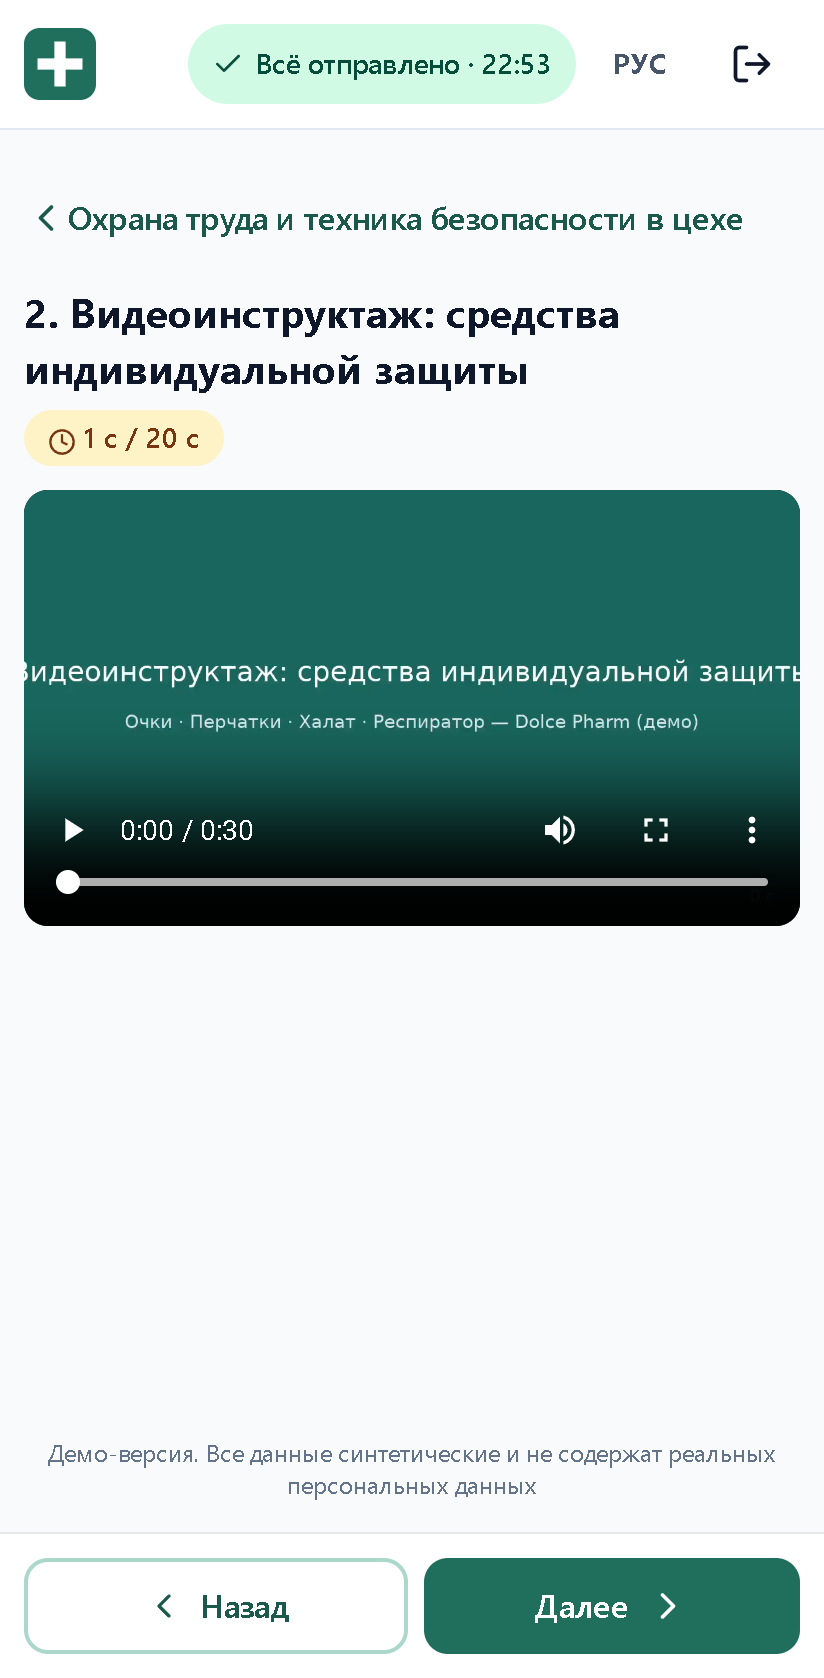 Всё отправлено · 22:53
РУС
Охрана труда и техника безопасности в цехе
2. Видеоинструктаж: средства
индивидуальной защиты
1 с / 20 с
идеоинструктаж: средства индивидуальной защит
Очки · Перчатки · Халат · Респиратор — Dolce Pharm (демо)
0:00 / 0:30
Демо-версия. Все данные синтетические и не содержат реальных
персональных данных
Назад
Далее